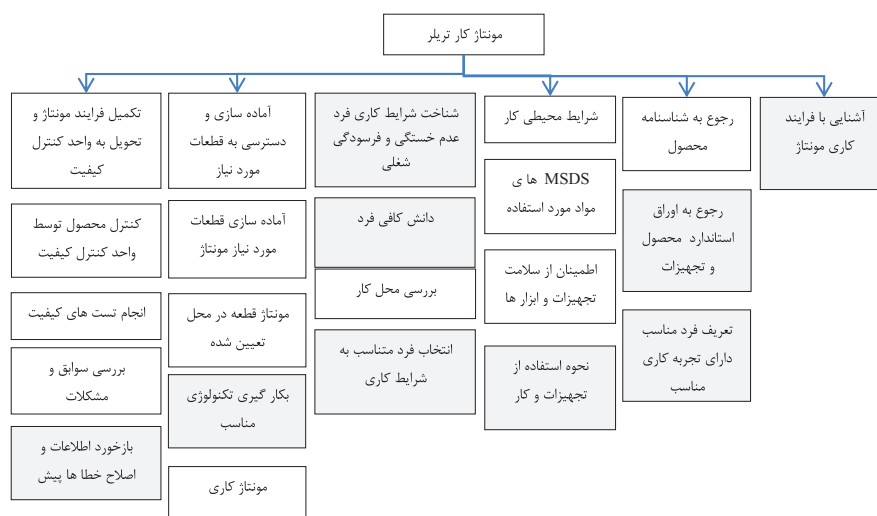 مونتاژ کار تریلر
آشنایی با فرایند
کاری مونتاژ
رجوع به شناسنامه
محصول
رجوع به اوراق
استاندارد محصول
و تجهیزات
تعریف فرد مناسب
دارای تجربه کاری
مناسب
شرایط محیطی کار
MSDS های
مواد مورد استفاده
اطمینان از سلامت
تجهیزات و ابزار ها
نحوه استفاده از
تجهیزات و کار
شناخت شرایط کاری فرد
عدم خستگی و فرسودگی
شغلی
دانش کافی فرد
بررسی محل کار
انتخاب فرد متناسب به
شرایط کاری
آماده سازی و
دسترسی به قطعات
مورد نیاز
آماده سازی قطعات
مورد نیاز مونتاژ
مونتاژ قطعه در محل
تعیین شده
بکار گیری تکنولوژی
مناسب
مونتاژ کاری
تکمیل فرایند مونتاژ و
تحویل به واحد کنترل
کیفیت
کنترل محصول توسط
واحد کنترل کیفیت
انجام تست های کیفیت
بررسی سوابق و
مشکلات
بازخورد اطلاعات و
اصلاح خطا ها پیش